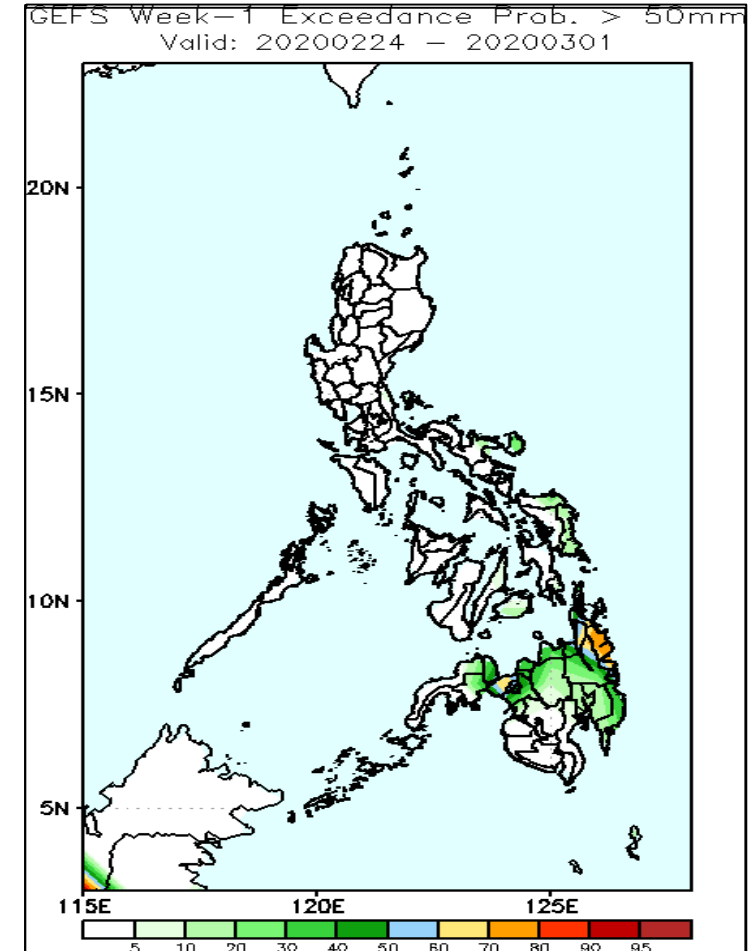 GEFS Week-1 Exceedance Prob. > 50mm
Valid: 20200224 - 20200301
20N
15N
10N
5N
115E 120E 125E
5 10 20 30 40 50 60 70 80 90 95